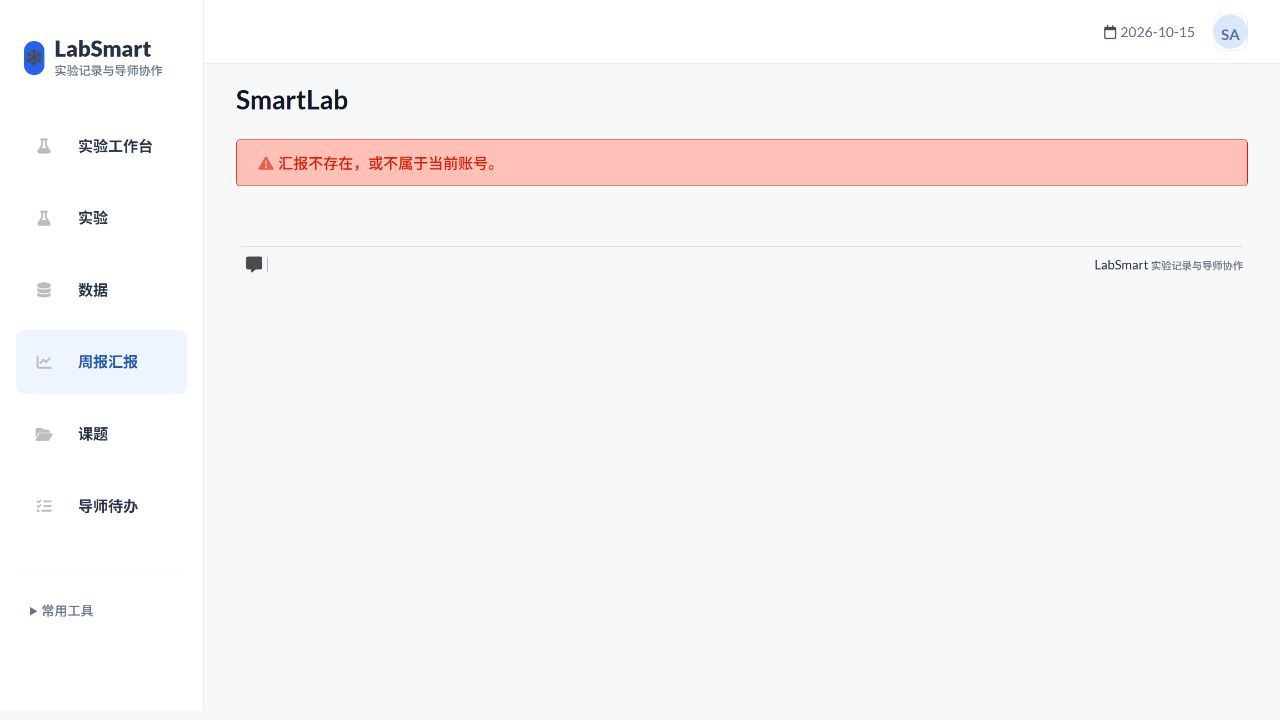 LabSmart
实验记录与导师协作
2026-10-15
SA
实验工作台
实验
数据
周报汇报
课题
导师待办
常用工具
SmartLab
汇报不存在，或不属于当前账号。
LabSmart 实验记录与导师协作